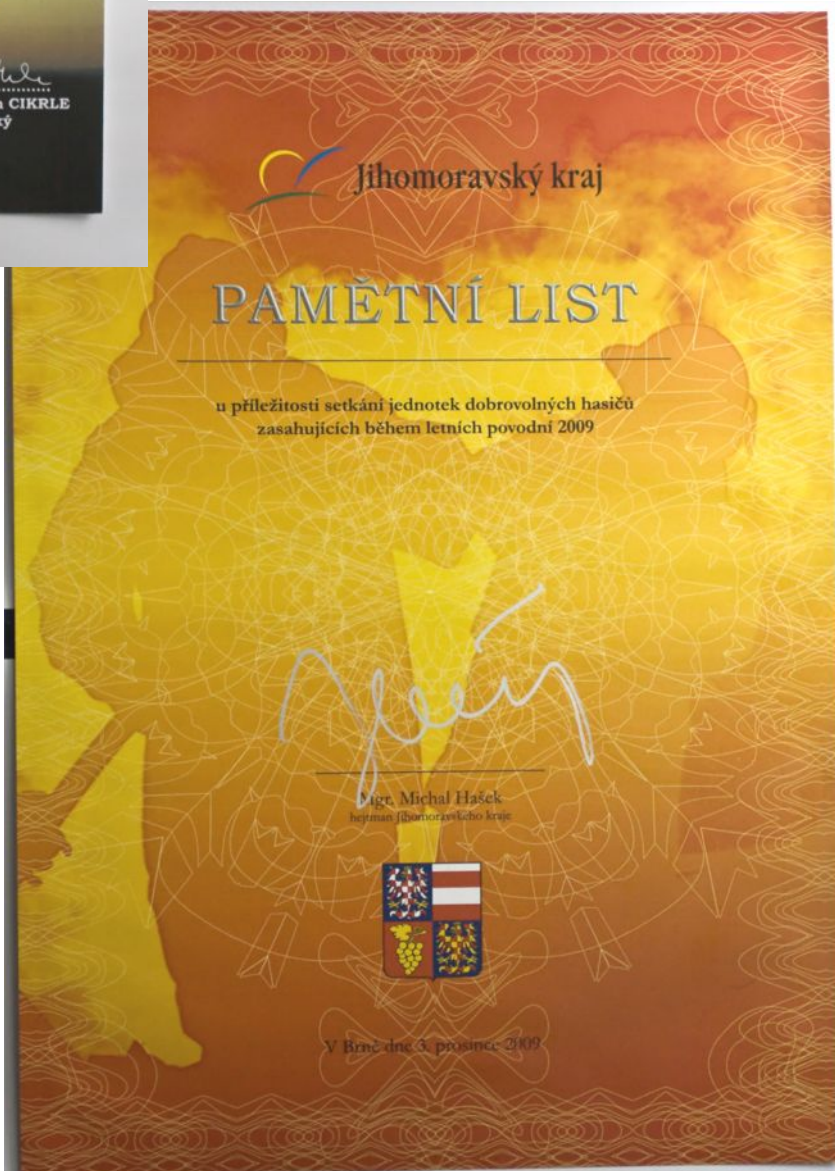 CIKRLE
Jihomoravský kraj
PAMĚTNÍ LIST
u příležitosti setkání jednotek dobrovolných hasičů
zasahujících během letních povodní 2009
Mgr. Michal Hašek
hejtman Jihomoravského kraje
V Brně dne 3. prosince 2009